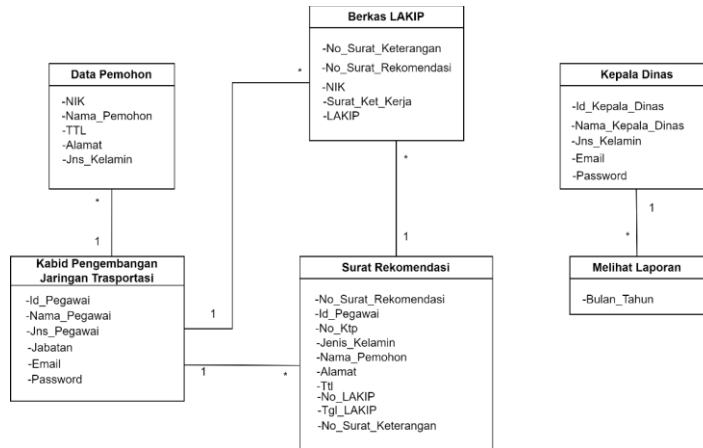 Berkas LAKIP
-No_Surat_Keterangan
-No_Surat_Rekomendasi
-NIK
-Surat_Ket_Kerja
-LAKIP
*
*
Data Pemohon
-NIK
-Nama_Pemohon
-TTL
-Alamat
-Jns_Kelamin
*
1
Kepala Dinas
-Id_Kepala_Dinas
-Nama_Kepala_Dinas
-Jns_Kelamin
-Email
-Password
1
*
Kabid Pengembangan
Jaringan Trasportasi
-Id_Pegawai
-Nama_Pegawai
-Jns_Pegawai
-Jabatan
-Email
-Password
1
1
*
1
Surat Rekomendasi
-No_Surat_Rekomendasi
-Id_Pegawai
-No_Ktp
-Jenis_Kelamin
-Nama_Pemohon
-Alamat
-Ttl
-No_LAKIP
-Tgl_LAKIP
-No_Surat_Keterangan
Melihat Laporan
-Bulan_Tahun